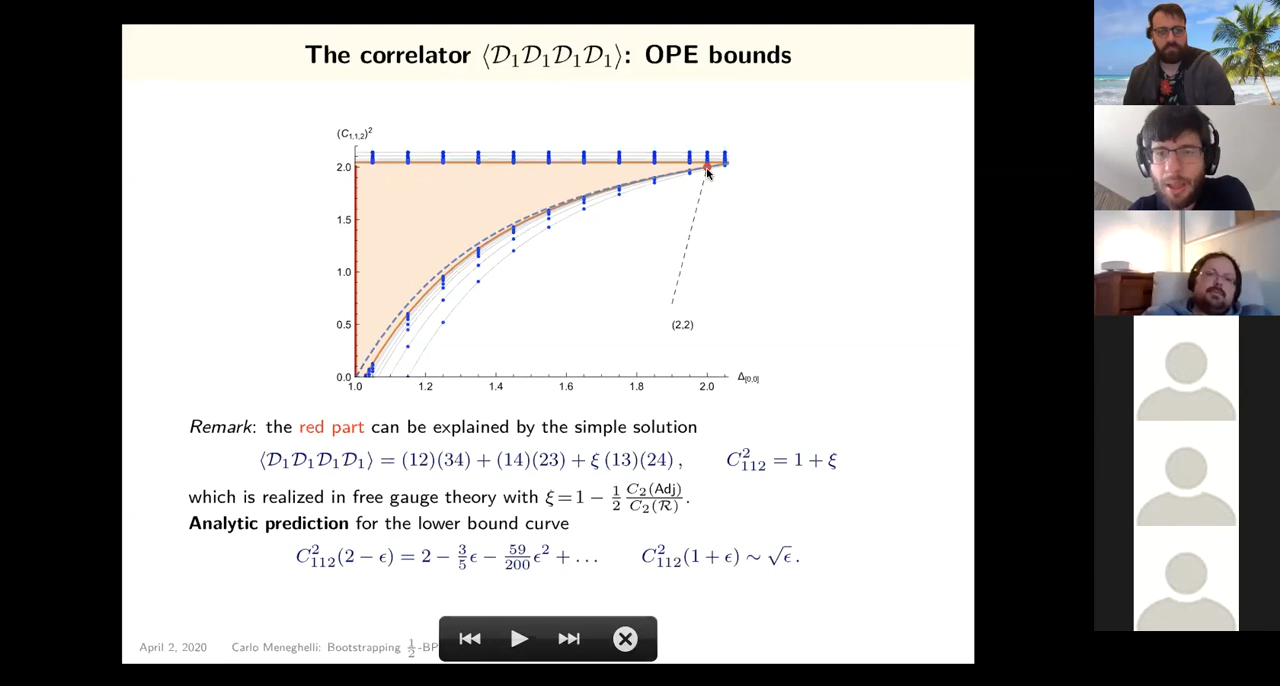 The correlator ⟨𝒟₁𝒟₁𝒟₁𝒟₁⟩: OPE bounds
(C₁,₁,₂)²
2.0
1.5
1.0
0.5
0.0
1.0 1.2 1.4 1.6 1.8 2.0 Δ[0,0]
(2,2)
Remark: the red part can be explained by the simple solution
⟨𝒟₁𝒟₁𝒟₁𝒟₁⟩ = (12)(34) + (14)(23) + ξ (13)(24) , C²₁₁₂ = 1 + ξ
which is realized in free gauge theory with ξ = 1 − 1/2 C₂(Adj)/C₂(ℛ) .
Analytic prediction for the lower bound curve
C²₁₁₂(2 − ϵ) = 2 − 3/5 ϵ − 59/200 ϵ² + . . . C²₁₁₂(1 + ϵ) ∼ √ϵ .
April 2, 2020 Carlo Meneghelli: Bootstrapping 1/2-BP